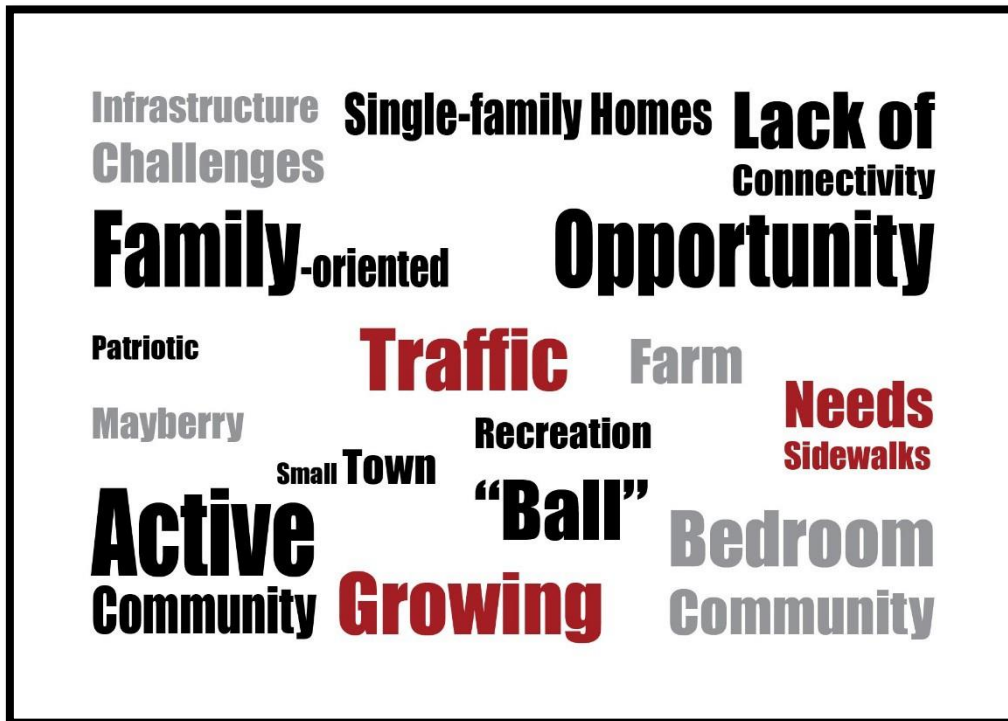 Infrastructure
Challenges
Single-family Homes
Lack of
Connectivity
Family-oriented
Opportunity
Patriotic
Traffic
Farm
Mayberry
Needs
Sidewalks
Recreation
Small Town
"Ball"
Active
Community
Growing
Bedroom
Community